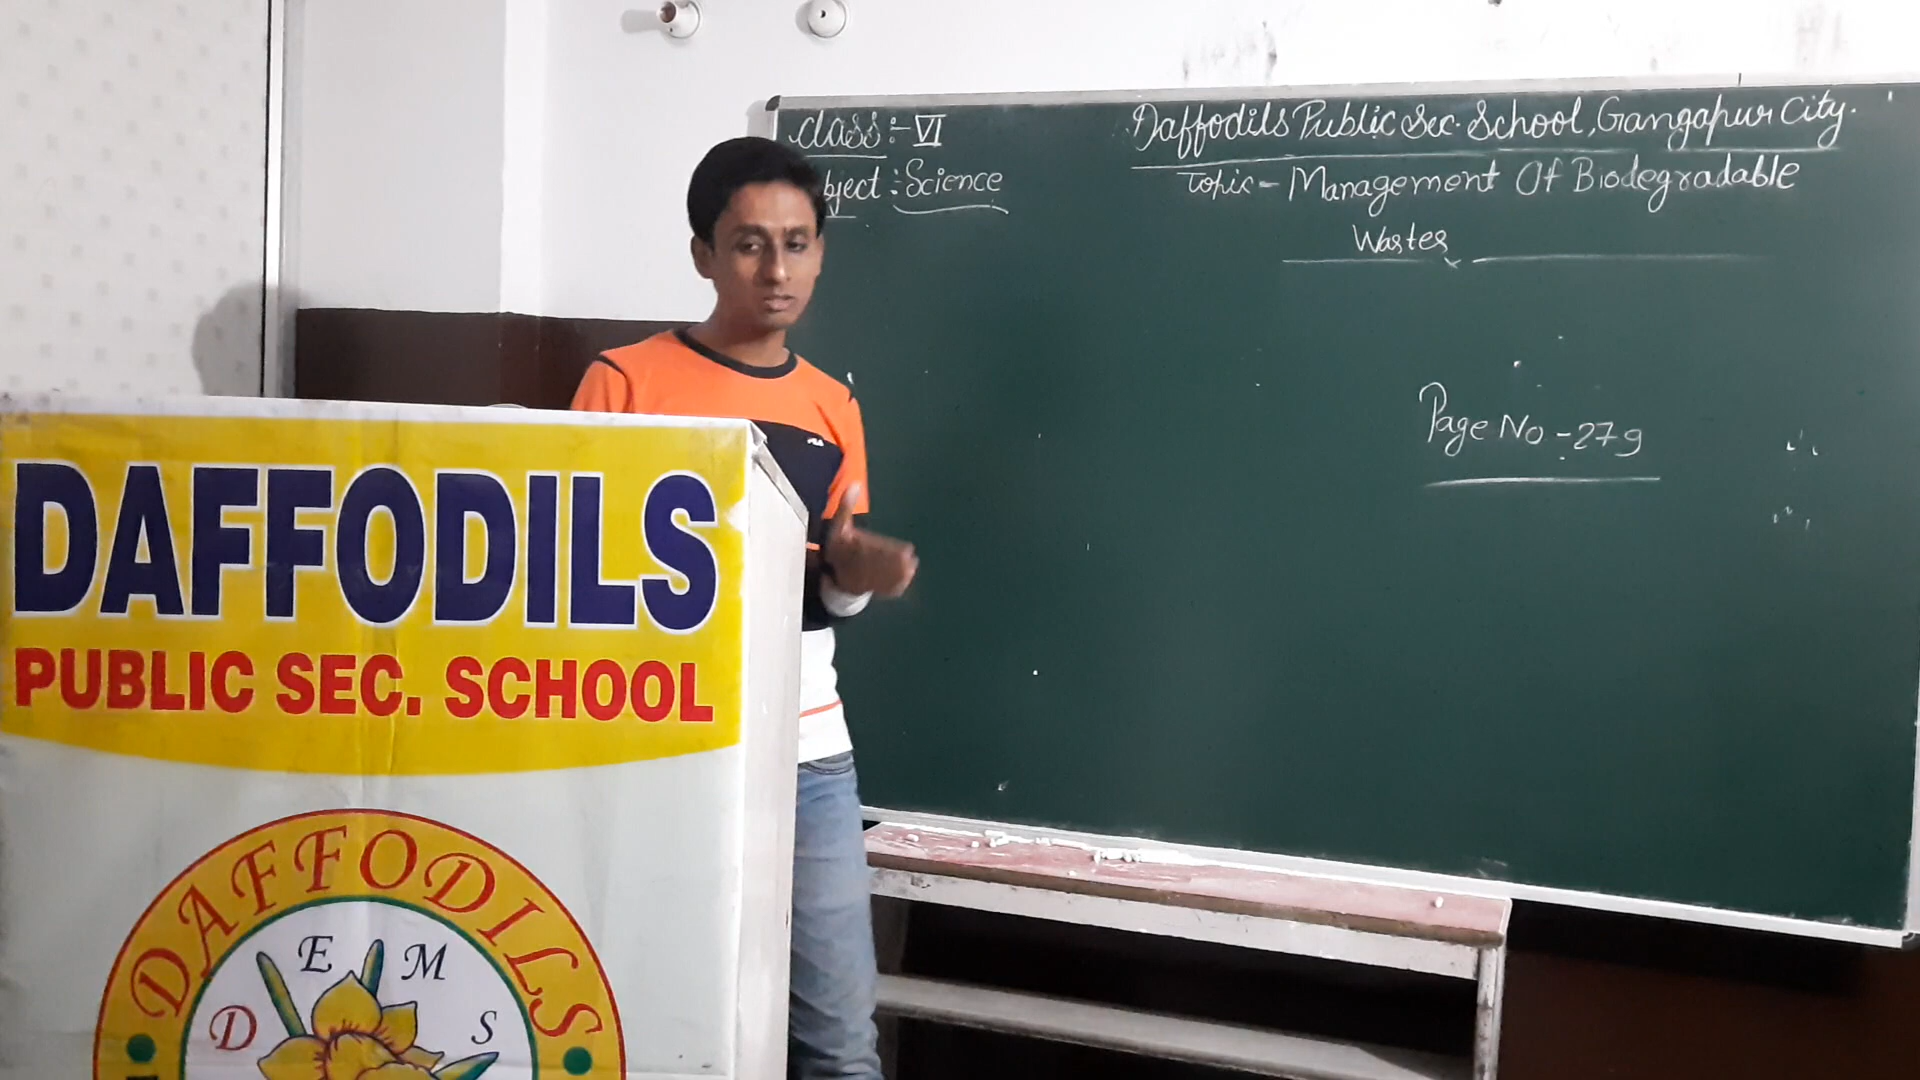 Class :- VI
bject : Science
Daffodils Public Sec. School, Gangapur City.
Topic - Management Of Biodegradable
Wastes
Page No :- 279
DAFFODILS
PUBLIC SEC. SCHOOL
DAFFODILS
D E M S